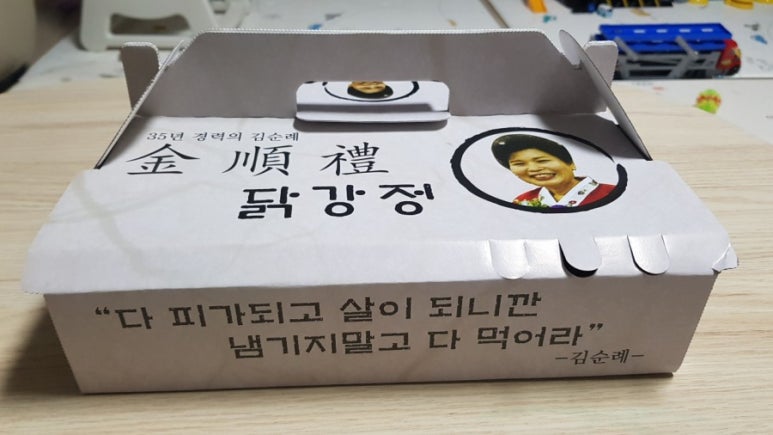 35년 경력의 김순례
金順禮
닭강정
“다 피가되고 살이 되니깐
냄기지말고 다 먹어라”
-김순례-